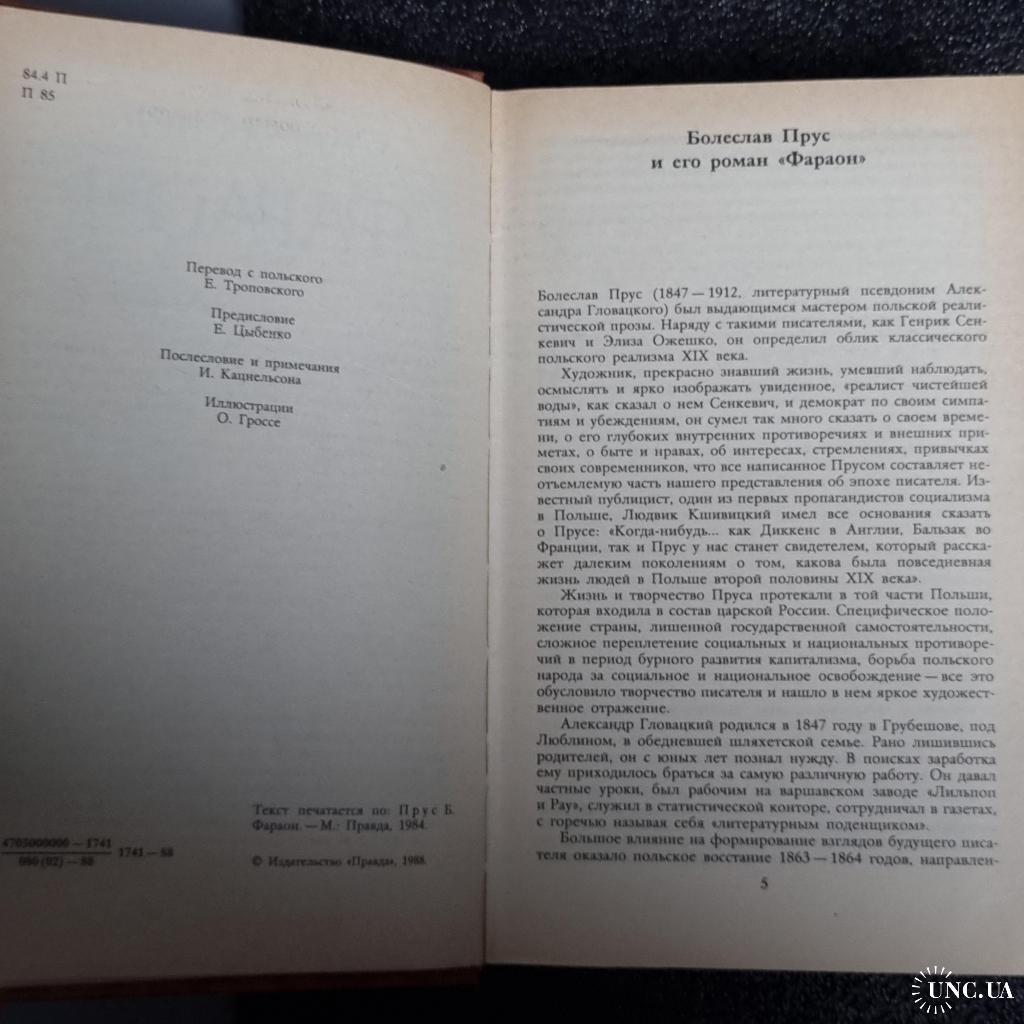 84.4 П
П 85
Перевод с польского
Е. Троповского
Предисловие
Е. Цыбенко
Послесловие и примечания
И. Кацнельсона
Иллюстрации
О. Гроссе
Текст печатается по: Прус Б.
Фараон. — М.: Правда, 1984.
4703000000 — 1741
080 (02) — 88
1741 — 88
© Издательство «Правда», 1988.
Болеслав Прус
и его роман «Фараон»
Болеслав Прус (1847 — 1912, литературный псевдоним Алек-
сандра Гловацкого) был выдающимся мастером польской реали-
стической прозы. Наряду с такими писателями, как Генрик Сен-
кевич и Элиза Ожешко, он определил облик классического
польского реализма XIX века.
Художник, прекрасно знавший жизнь, умевший наблюдать,
осмыслять и ярко изображать увиденное, «реалист чистейшей
воды», как сказал о нем Сенкевич, и демократ по своим симпа-
тиям и убеждениям, он сумел так много сказать о своем време-
ни, о его глубоких внутренних противоречиях и внешних при-
метах, о быте и нравах, об интересах, стремлениях, привычках
своих современников, что все написанное Прусом составляет не-
отъемлемую часть нашего представления об эпохе писателя. Из-
вестный публицист, один из первых пропагандистов социализма
в Польше, Людвик Кшивицкий имел все основания сказать
о Прусе: «Когда-нибудь... как Диккенс в Англии, Бальзак во
Франции, так и Прус у нас станет свидетелем, который расска-
жет далеким поколениям о том, какова была повседневная
жизнь людей в Польше второй половины XIX века».
Жизнь и творчество Пруса протекали в той части Польши,
которая входила в состав царской России. Специфическое поло-
жение страны, лишенной государственной самостоятельности,
сложное переплетение социальных и национальных противоре-
чий в период бурного развития капитализма, борьба польского
народа за социальное и национальное освобождение — все это
обусловило творчество писателя и нашло в нем яркое художест-
венное отражение.
Александр Гловацкий родился в 1847 году в Грубешове, под
Люблином, в обедневшей шляхетской семье. Рано лишившись
родителей, он с юных лет познал нужду. В поисках заработка
ему приходилось браться за самую различную работу. Он давал
частные уроки, был рабочим на варшавском заводе «Лильпоп
и Рау», служил в статистической конторе, сотрудничал в газетах,
с горечью называя себя «литературным поденщиком».
Большое влияние на формирование взглядов будущего писа-
теля оказало польское восстание 1863 — 1864 годов, направлен-
5
UNC.UA